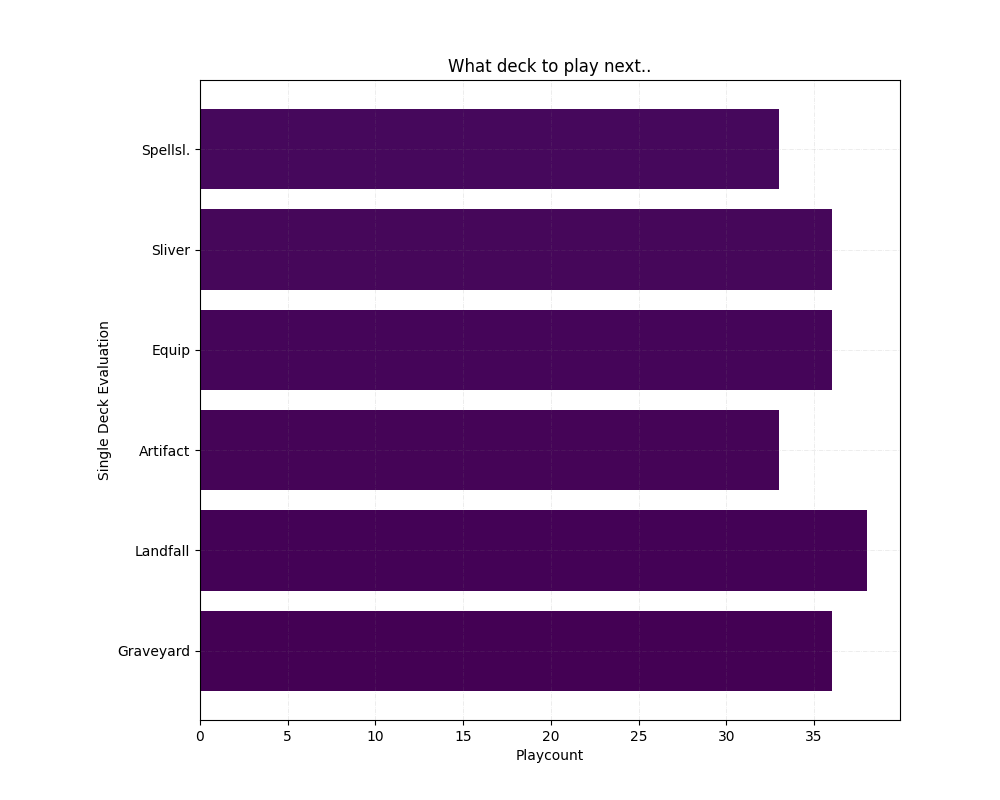 What deck to play next..
Single Deck Evaluation
Spellsl.
Sliver
Equip
Artifact
Landfall
Graveyard
0 5 10 15 20 25 30 35
Playcount